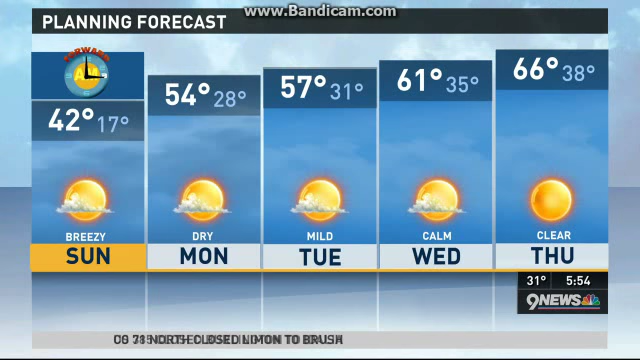 www.Bandicam.com
PLANNING FORECAST
FORWARD
42° 17°
54° 28°
57° 31°
61° 35°
66° 38°
BREEZY
DRY
MILD
CALM
CLEAR
SUN
MON
TUE
WED
THU
31° 5:54
9NEWS